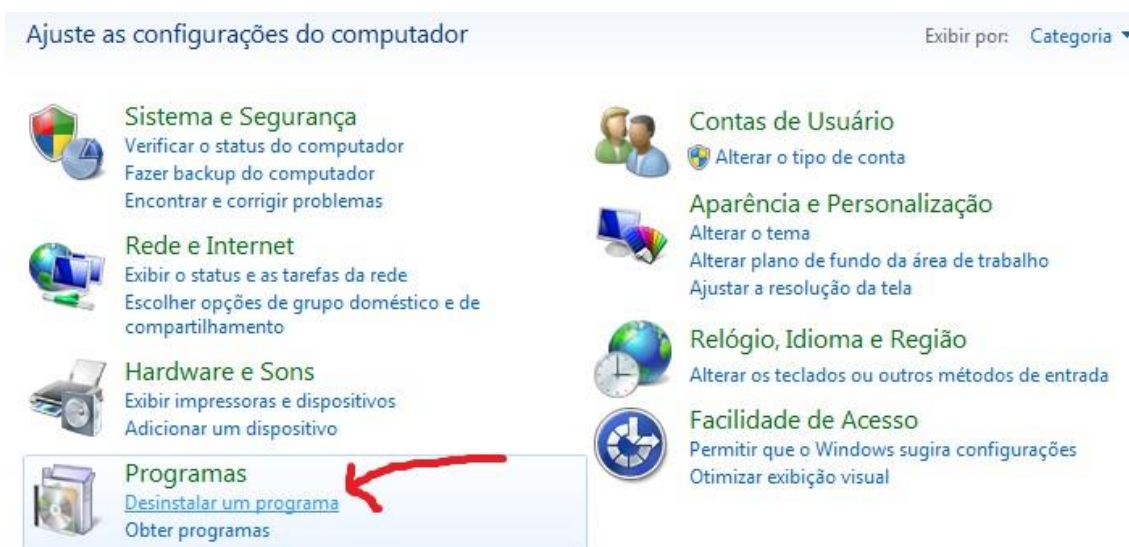 Ajuste as configurações do computador
Exibir por: Categoria
Sistema e Segurança
Verificar o status do computador
Fazer backup do computador
Encontrar e corrigir problemas
Rede e Internet
Exibir o status e as tarefas da rede
Escolher opções de grupo doméstico e de
compartilhamento
Hardware e Sons
Exibir impressoras e dispositivos
Adicionar um dispositivo
Programas
Desinstalar um programa
Obter programas
Contas de Usuário
Alterar o tipo de conta
Aparência e Personalização
Alterar o tema
Alterar plano de fundo da área de trabalho
Ajustar a resolução da tela
Relógio, Idioma e Região
Alterar os teclados ou outros métodos de entrada
Facilidade de Acesso
Permitir que o Windows sugira configurações
Otimizar exibição visual